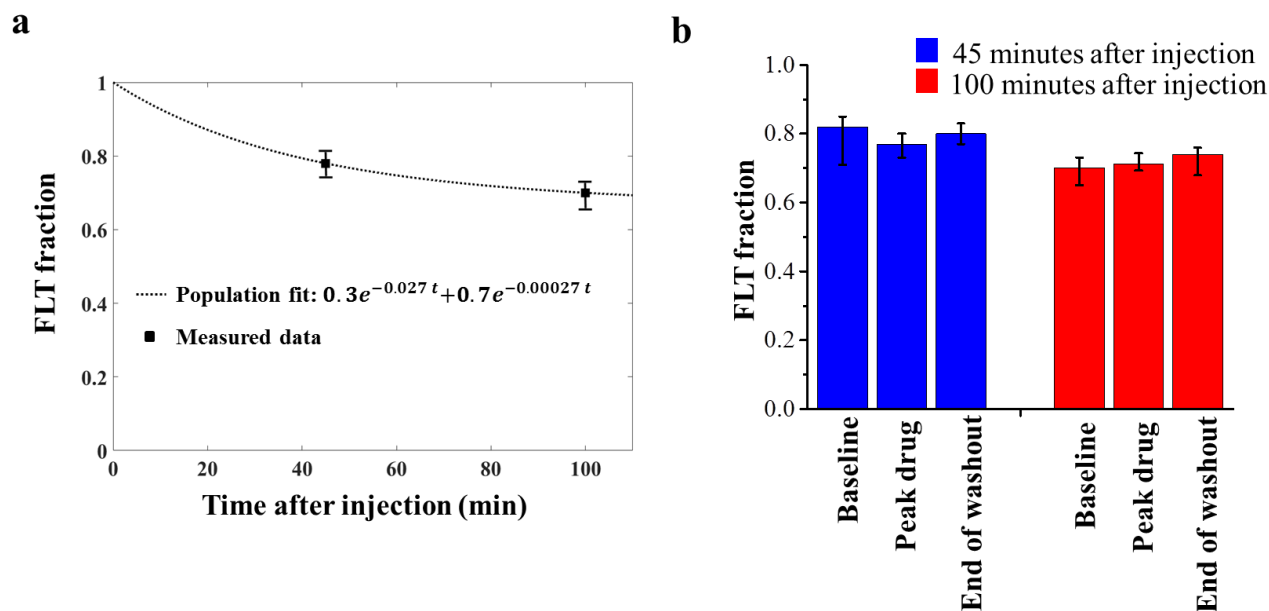 a
FLT fraction
1
0.8
0.6
0.4
0.2
0
0 20 40 60 80 100
Time after injection (min)
Population fit: 0.3e^{-0.027 t}+0.7e^{-0.00027 t}
Measured data
b
45 minutes after injection
100 minutes after injection
FLT fraction
1.0
0.8
0.6
0.4
0.2
0.0
Baseline
Peak drug
End of washout
Baseline
Peak drug
End of washout